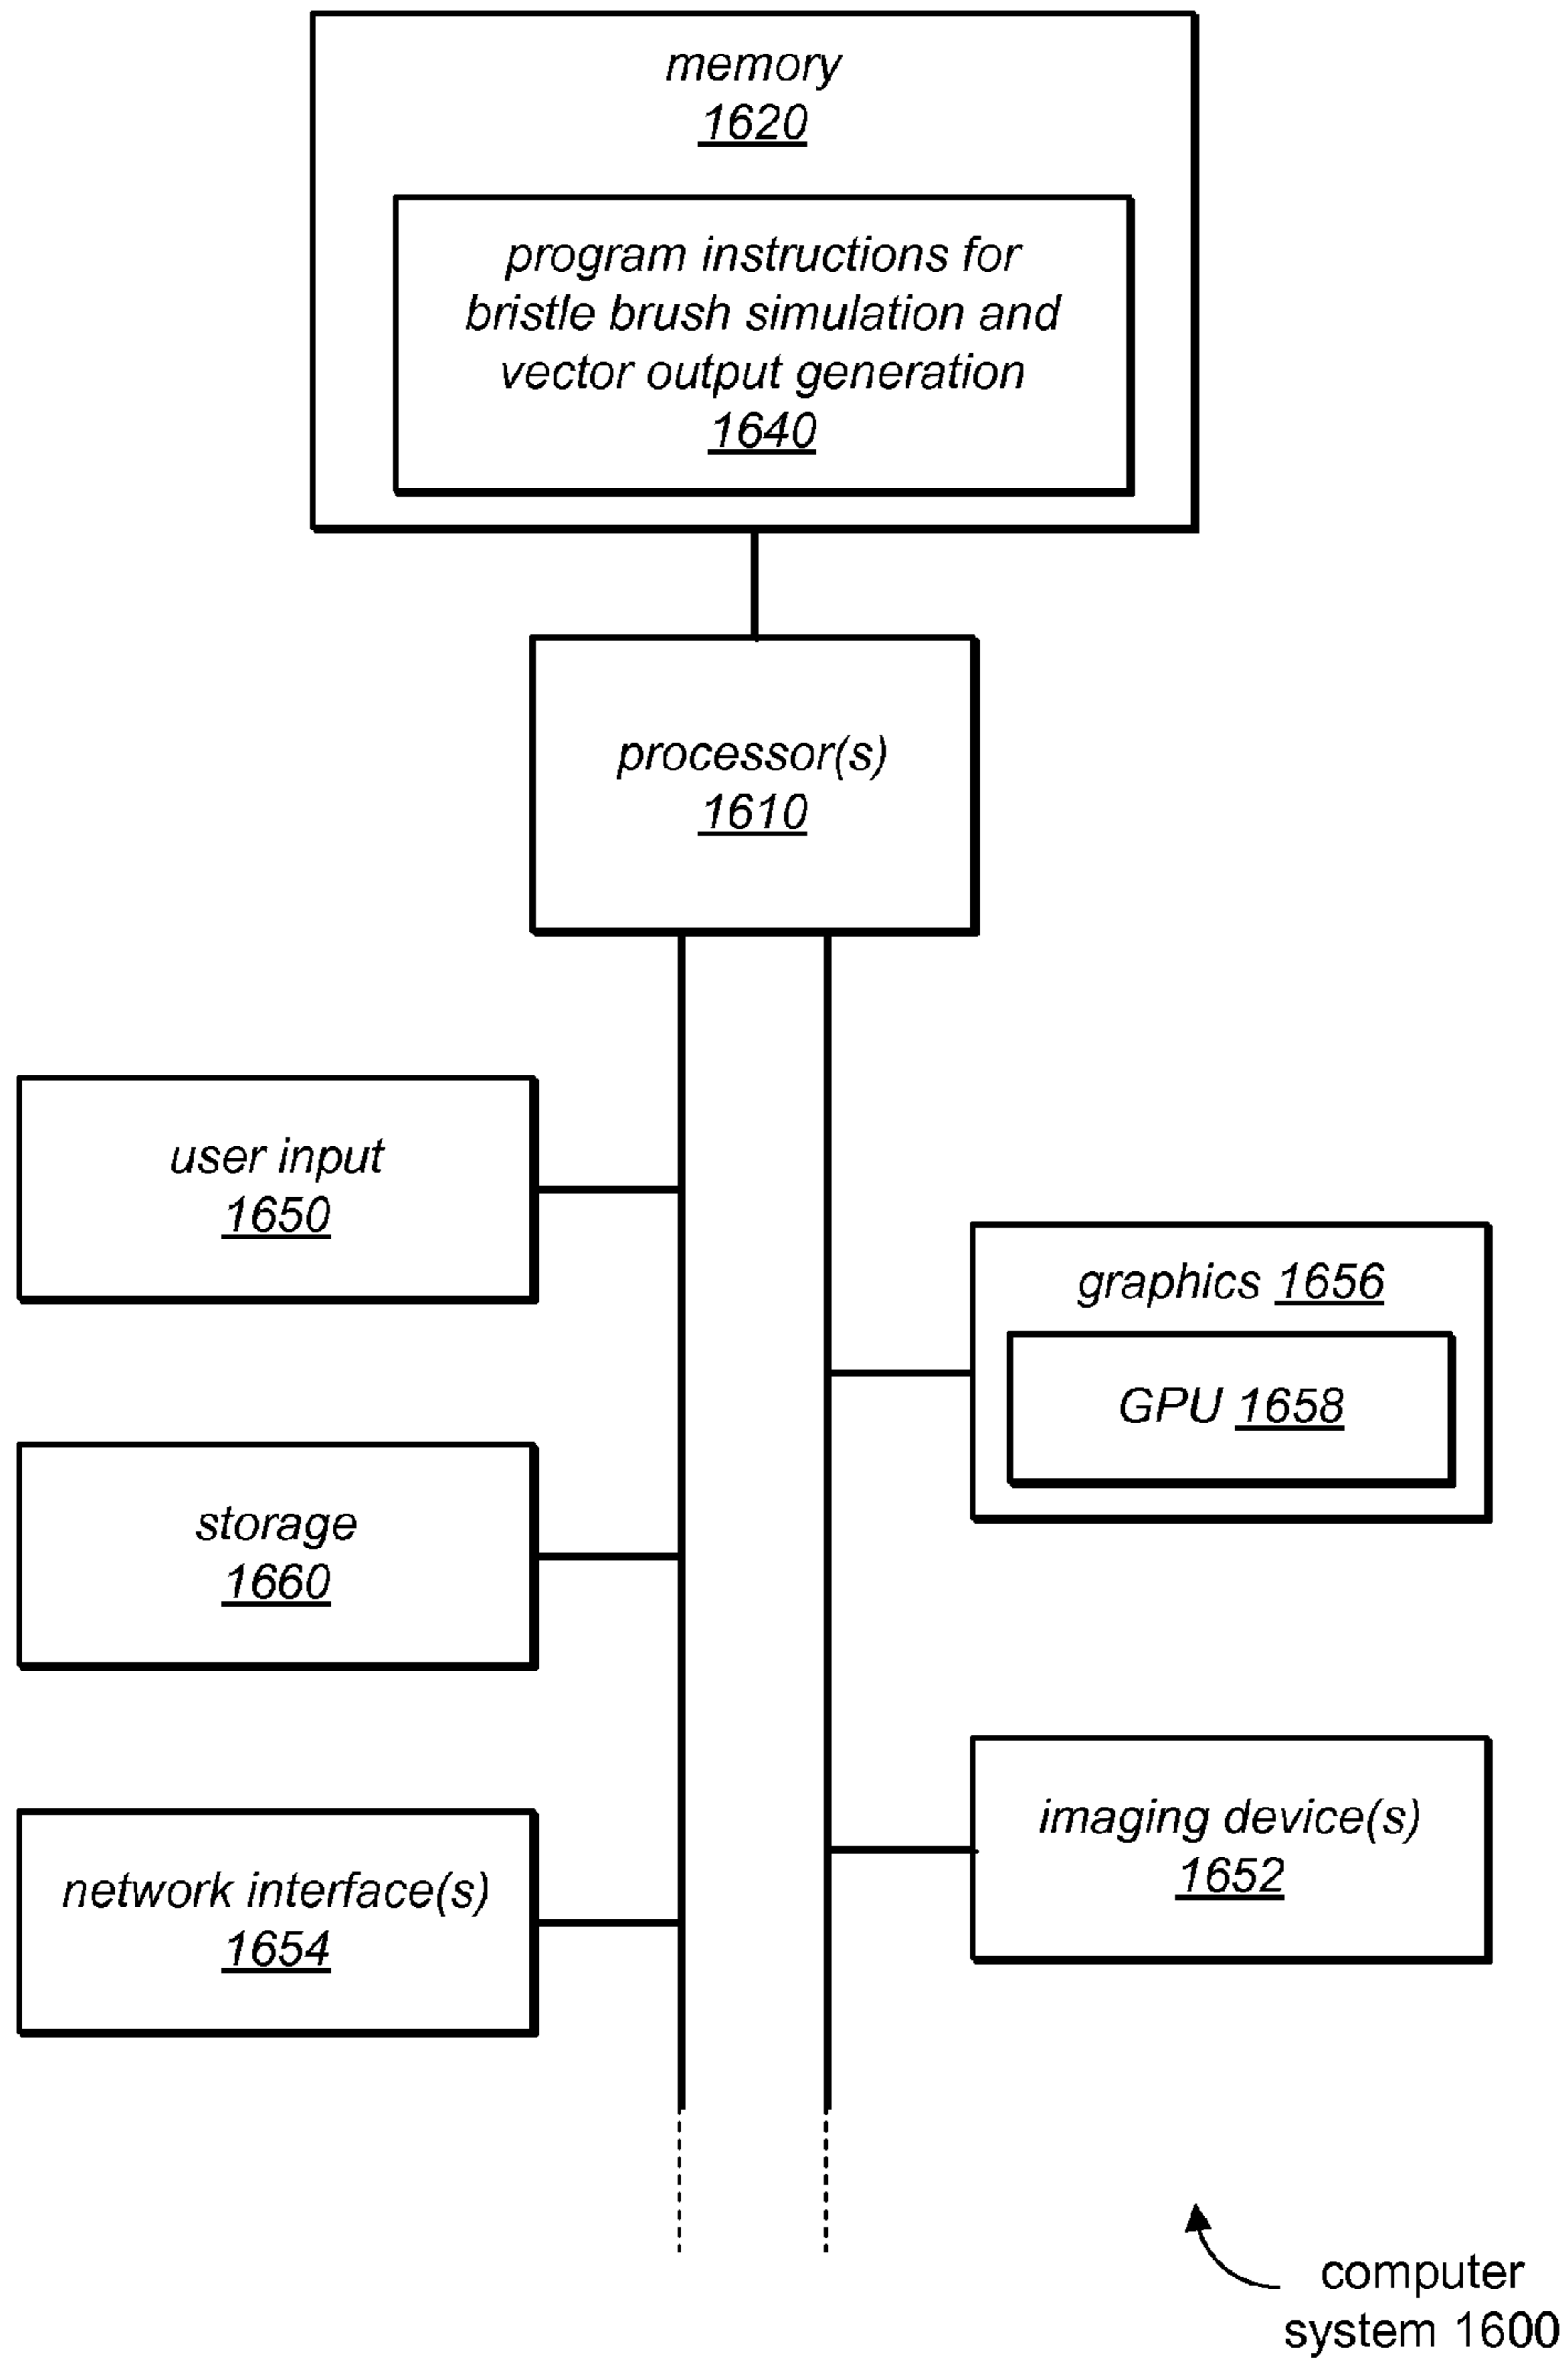 memory
1620
program instructions for
bristle brush simulation and
vector output generation
1640
processor(s)
1610
user input
1650
graphics 1656
GPU 1658
storage
1660
imaging device(s)
1652
network interface(s)
1654
computer
system 1600